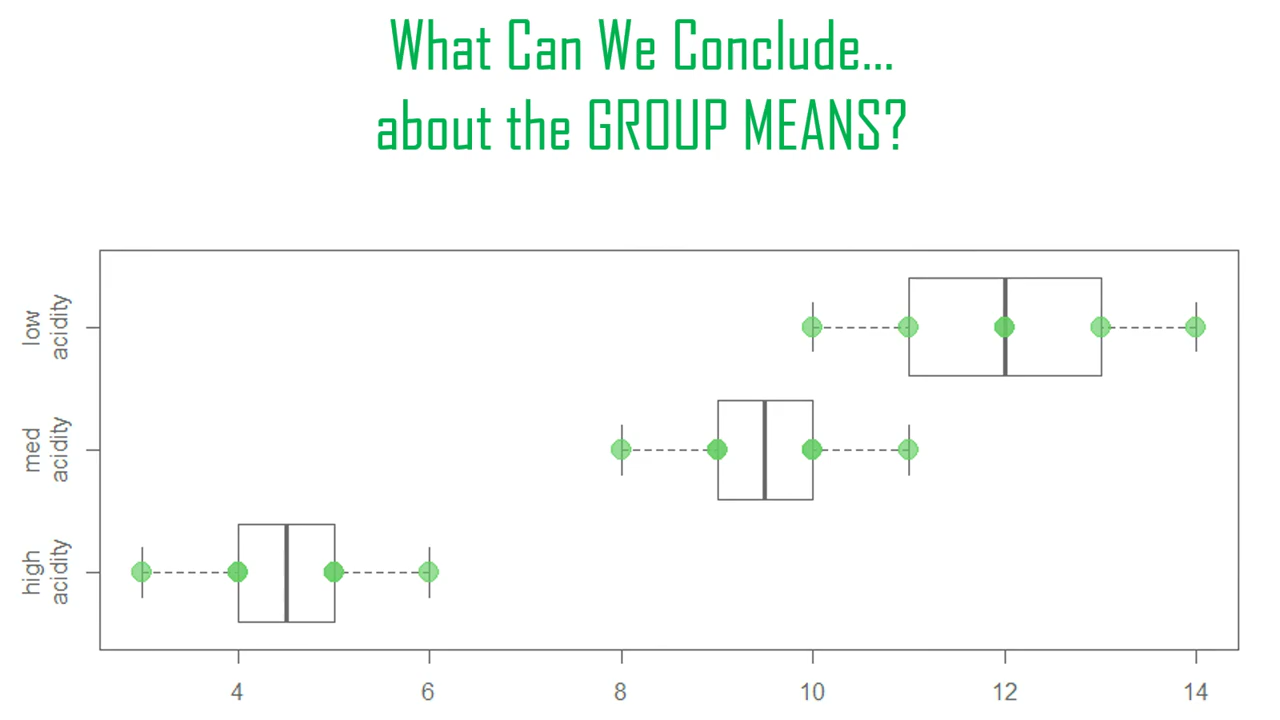 What Can We Conclude...
about the GROUP MEANS?
low
acidity
med
acidity
high
acidity
4 6 8 10 12 14